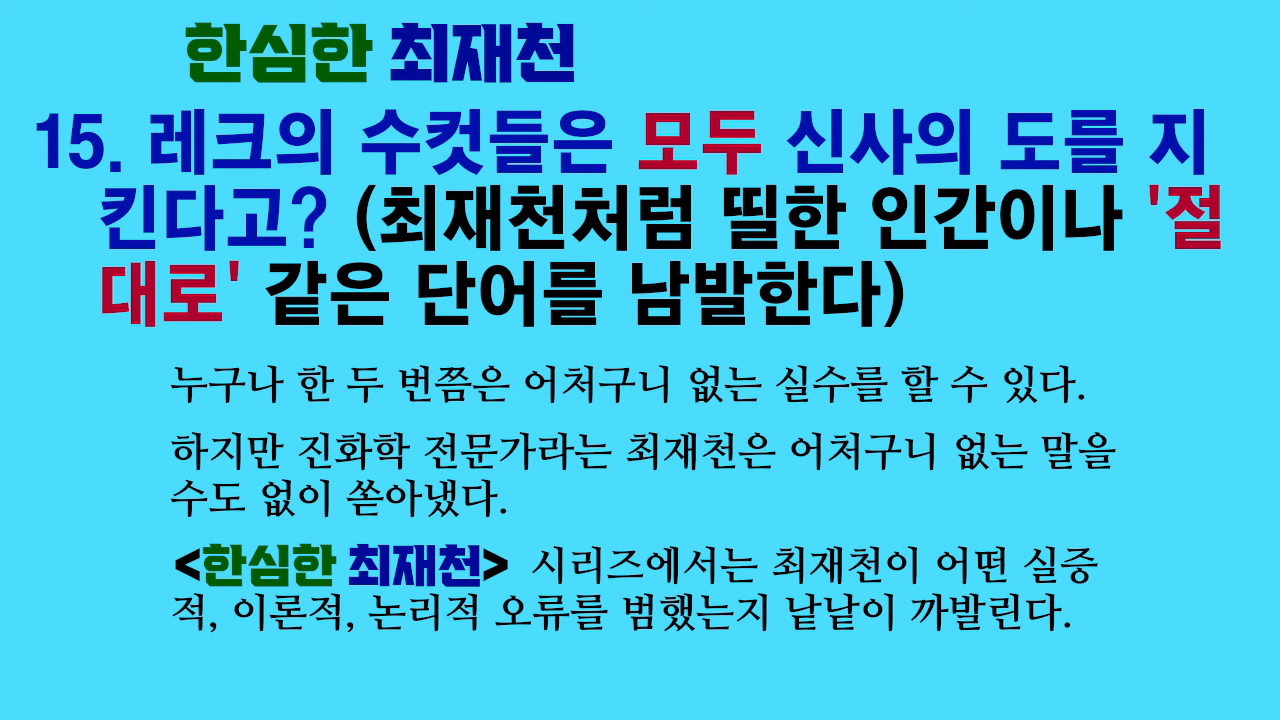 한심한 최재천
15. 레크의 수컷들은 모두 신사의 도를 지
킨다고? (최재천처럼 띨한 인간이나 '절
대로' 같은 단어를 남발한다)
누구나 한 두 번쯤은 어처구니 없는 실수를 할 수 있다.
하지만 진화학 전문가라는 최재천은 어처구니 없는 말을
수도 없이 쏟아냈다.
<한심한 최재천> 시리즈에서는 최재천이 어떤 실증
적, 이론적, 논리적 오류를 범했는지 낱낱이 까발린다.